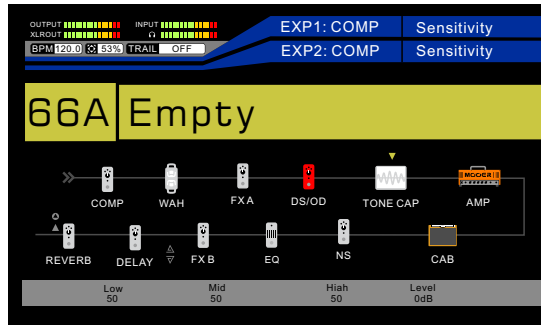 OUTPUT INPUT
XLROUT
BPM 120.0 53% TRAIL OFF
EXP1: COMP Sensitivity
EXP2: COMP Sensitivity
66A Empty
COMP WAH FX A DS/OD TONE CAP MOOER AMP
REVERB DELAY FX B EQ NS CAB
Low Mid Hiah Level
50 50 50 0dB